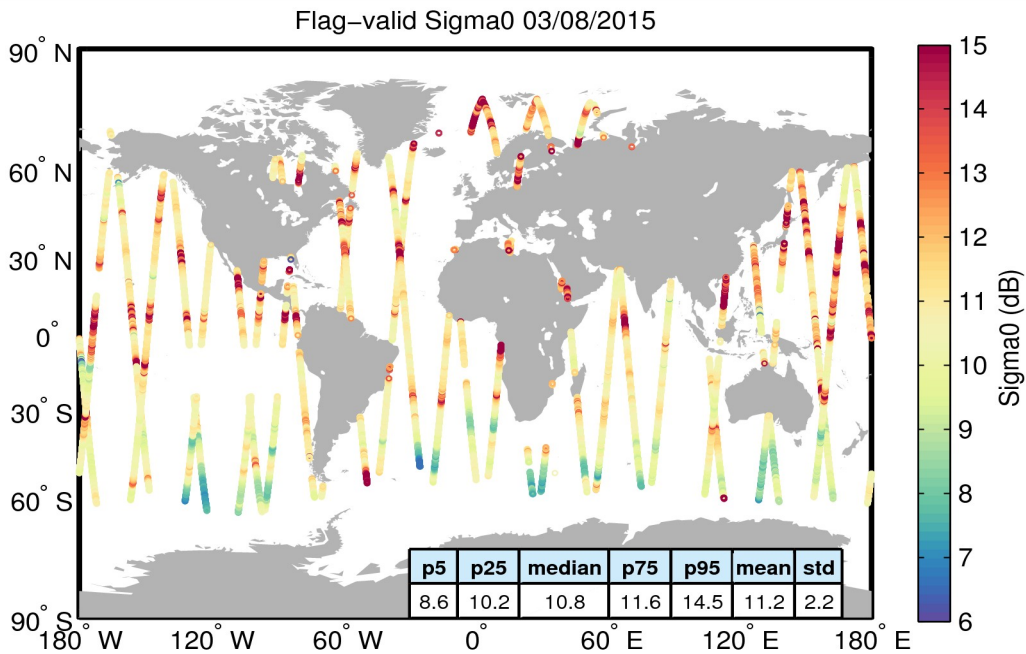 Flag−valid Sigma0 03/08/2015
90° N
60° N
30° N
0°
30° S
60° S
90° S
180° W
120° W
60° W
0°
60° E
120° E
180° E
15
14
13
12
11
10
9
8
7
6
Sigma0 (dB)
p5 p25 median p75 p95 mean std
8.6 10.2 10.8 11.6 14.5 11.2 2.2